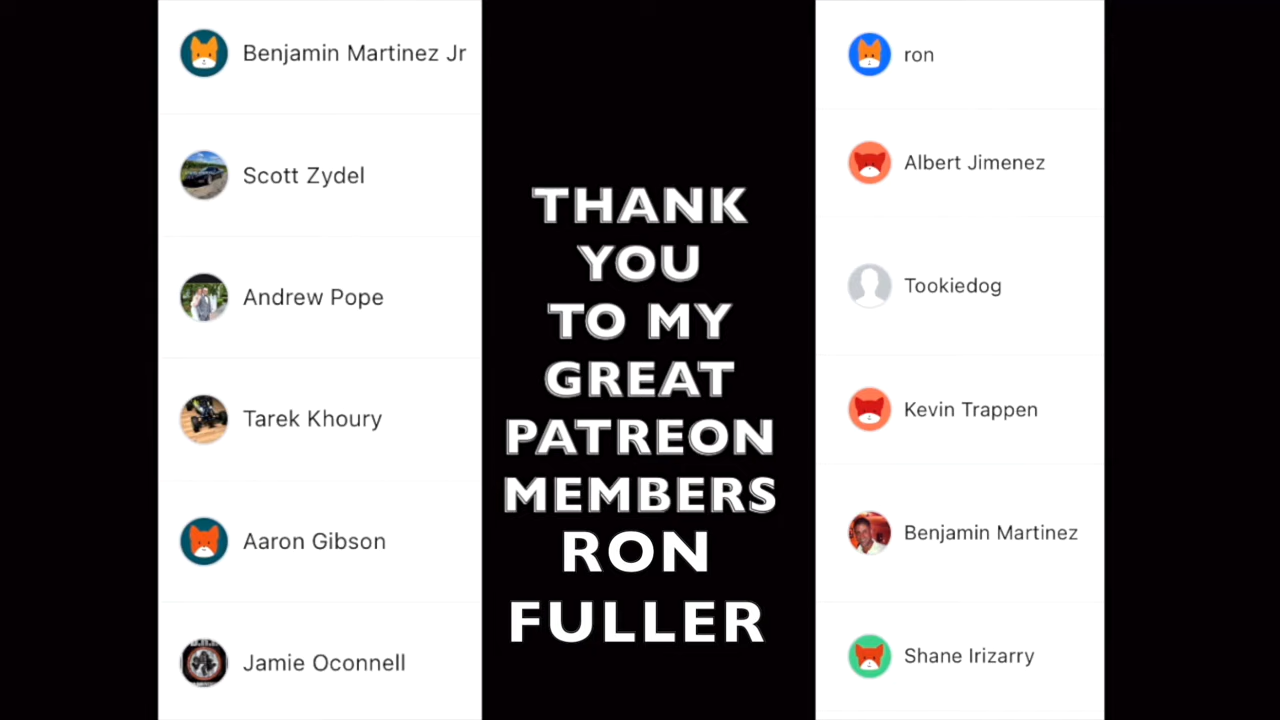 Benjamin Martinez Jr
Scott Zydel
Andrew Pope
Tarek Khoury
Aaron Gibson
Jamie Oconnell
THANK
YOU
TO MY
GREAT
PATREON
MEMBERS
RON
FULLER
ron
Albert Jimenez
Tookiedog
Kevin Trappen
Benjamin Martinez
Shane Irizarry